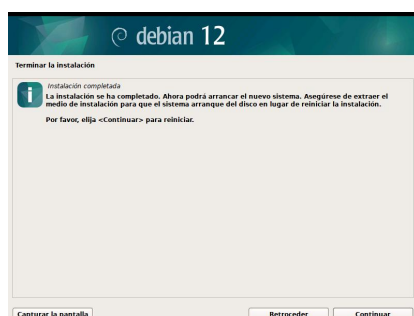 debian 12
Terminar la instalación
Instalación completada
La instalación se ha completado. Ahora podrá arrancar el nuevo sistema. Asegúrese de extraer el
medio de instalación para que el sistema arranque del disco en lugar de reiniciar la instalación.
Por favor, elija <Continuar> para reiniciar.
Capturar la pantalla
Retroceder
Continuar